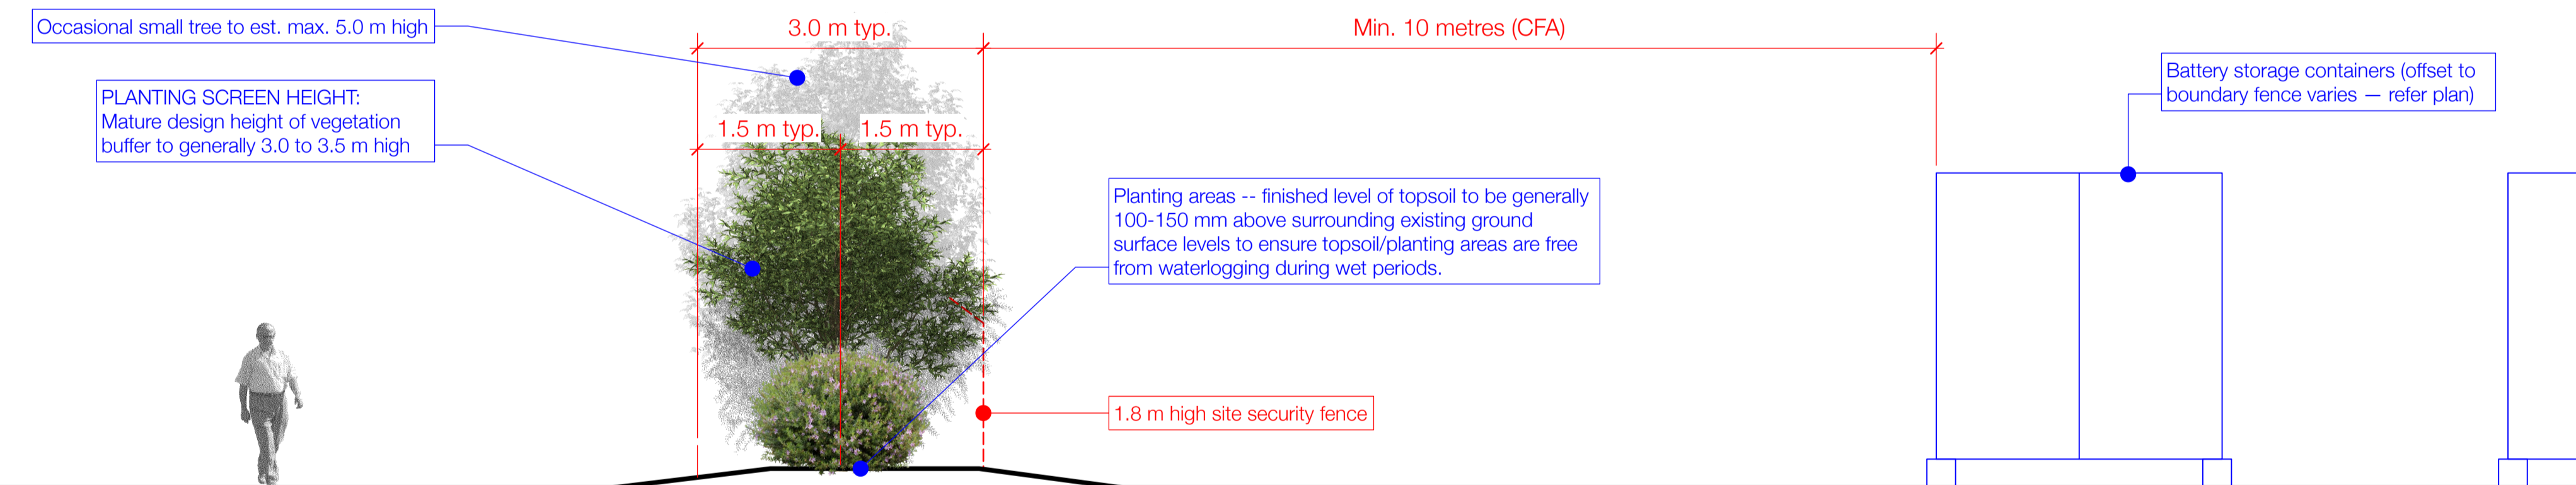 Occasional small tree to est. max. 5.0 m high
3.0 m typ.
Min. 10 metres (CFA)
Battery storage containers (offset to
boundary fence varies — refer plan)
PLANTING SCREEN HEIGHT:
Mature design height of vegetation
buffer to generally 3.0 to 3.5 m high
1.5 m typ.
1.5 m typ.
Planting areas -- finished level of topsoil to be generally
100-150 mm above surrounding existing ground
surface levels to ensure topsoil/planting areas are free
from waterlogging during wet periods.
1.8 m high site security fence